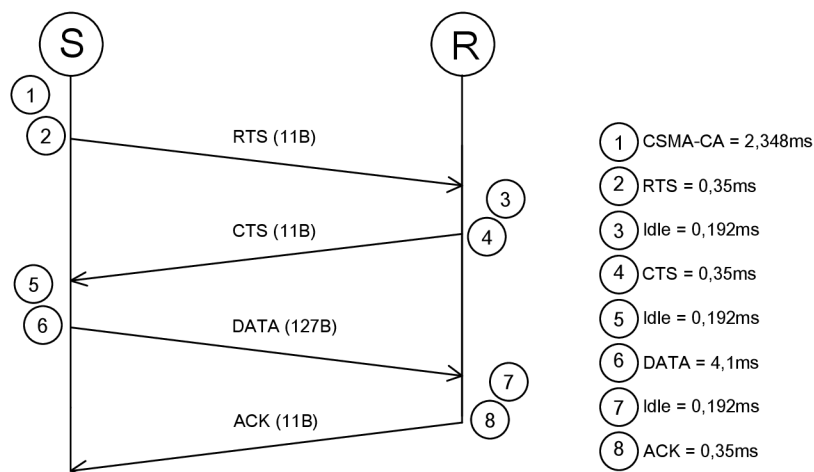 S
R
1
2
RTS (11B)
3
CTS (11B)
4
5
6
DATA (127B)
7
ACK (11B)
8
1 CSMA-CA = 2,348ms
2 RTS = 0,35ms
3 Idle = 0,192ms
4 CTS = 0,35ms
5 Idle = 0,192ms
6 DATA = 4,1ms
7 Idle = 0,192ms
8 ACK = 0,35ms